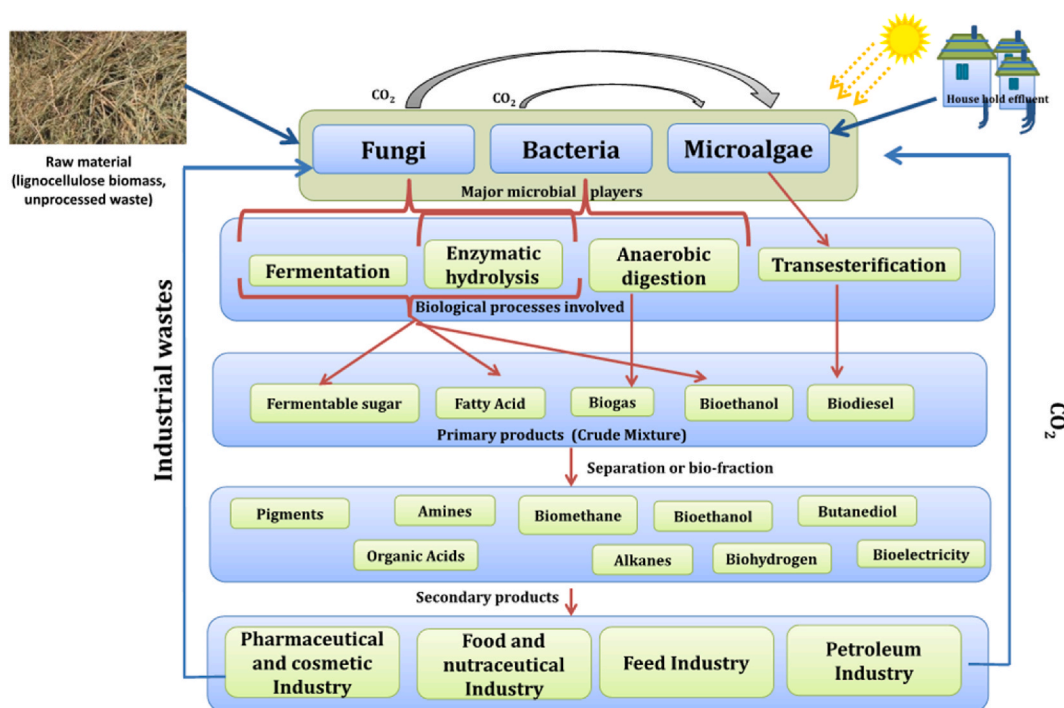 CO2
CO2
House hold effluent
Raw material
(lignocellulose biomass,
unprocessed waste)
Fungi
Bacteria
Microalgae
Major microbial players
Fermentation
Enzymatic
hydrolysis
Anaerobic
digestion
Transesterification
Biological processes involved
Industrial wastes
CO2
Fermentable sugar
Fatty Acid
Biogas
Bioethanol
Biodiesel
Primary products (Crude Mixture)
Separation or bio-fraction
Pigments
Amines
Biomethane
Bioethanol
Butanediol
Organic Acids
Alkanes
Biohydrogen
Bioelectricity
Secondary products
Pharmaceutical
and cosmetic
Industry
Food and
nutraceutical
Industry
Feed Industry
Petroleum
Industry